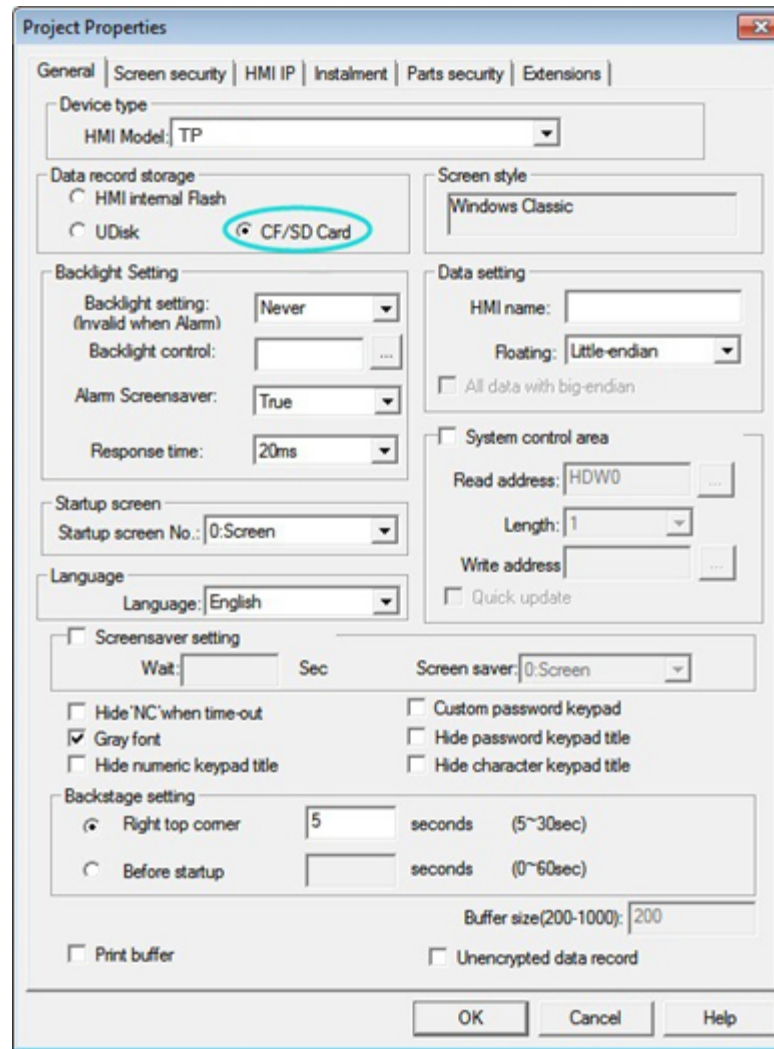 Project Properties
General Screen security HMI IP Instalment Parts security Extensions
Device type
HMI Model: TP
Data record storage
HMI internal Flash
UDisk
CF/SD Card
Screen style
Windows Classic
Backlight Setting
Backlight setting: Never
(Invalid when Alarm)
Backlight control: ...
Alarm Screensaver: True
Response time: 20ms
Data setting
HMI name:
Floating: Little-endian
All data with big-endian
System control area
Read address: HDW0 ...
Length: 1
Write address ...
Quick update
Startup screen
Startup screen No.: 0:Screen
Language
Language: English
Screensaver setting
Wait: Sec Screen saver: 0:Screen
Hide'NC'when time-out
Gray font
Hide numeric keypad title
Custom password keypad
Hide password keypad title
Hide character keypad title
Backstage setting
Right top corner 5 seconds (5~30sec)
Before startup seconds (0~60sec)
Buffer size(200-1000): 200
Print buffer Unencrypted data record
OK Cancel Help